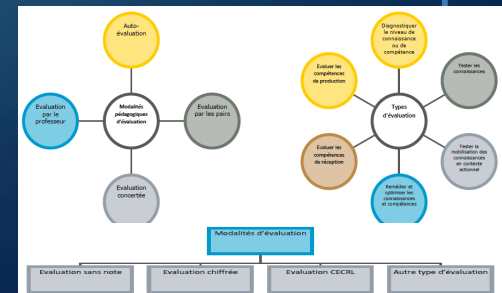 Auto-
évaluation
Evaluation
par le
professeur
Modalités
pédagogiques
d'évaluation
Evaluation
par les pairs
Evaluation
concertée
Diagnostiquer
le niveau de
connaissance
ou de
compétence
Evaluer les
compétences
de production
Tester les
connaissances
Types
d'évaluation
Evaluer les
compétences
de réception
Tester la
mobilisation des
connaissances
en contexte
actionnel
Remédier et
optimiser les
connaissances
et compétences
Modalités d'évaluation
Evaluation sans note
Evaluation chiffrée
Evaluation CECRL
Autre type d'évaluation